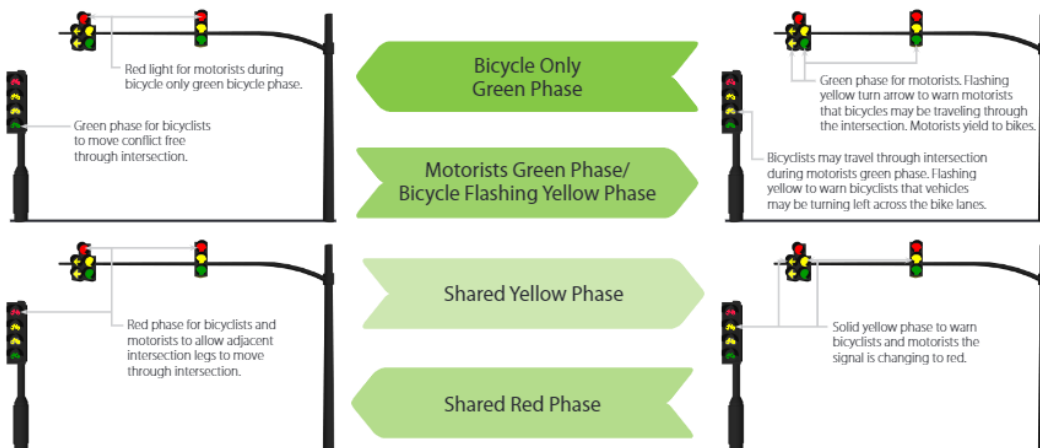 Red light for motorists during
bicycle only green bicycle phase.
Green phase for bicyclists
to move conflict free
through intersection.
Bicycle Only
Green Phase
Green phase for motorists. Flashing
yellow turn arrow to warn motorists
that bicycles may be traveling through
the intersection. Motorists yield to bikes.
Motorists Green Phase/
Bicycle Flashing Yellow Phase
Bicyclists may travel through intersection
during motorists green phase. Flashing
yellow to warn bicyclists that vehicles
may be turning left across the bike lanes.
Red phase for bicyclists and
motorists to allow adjacent
intersection legs to move
through intersection.
Shared Yellow Phase
Solid yellow phase to warn
bicyclists and motorists the
signal is changing to red.
Shared Red Phase